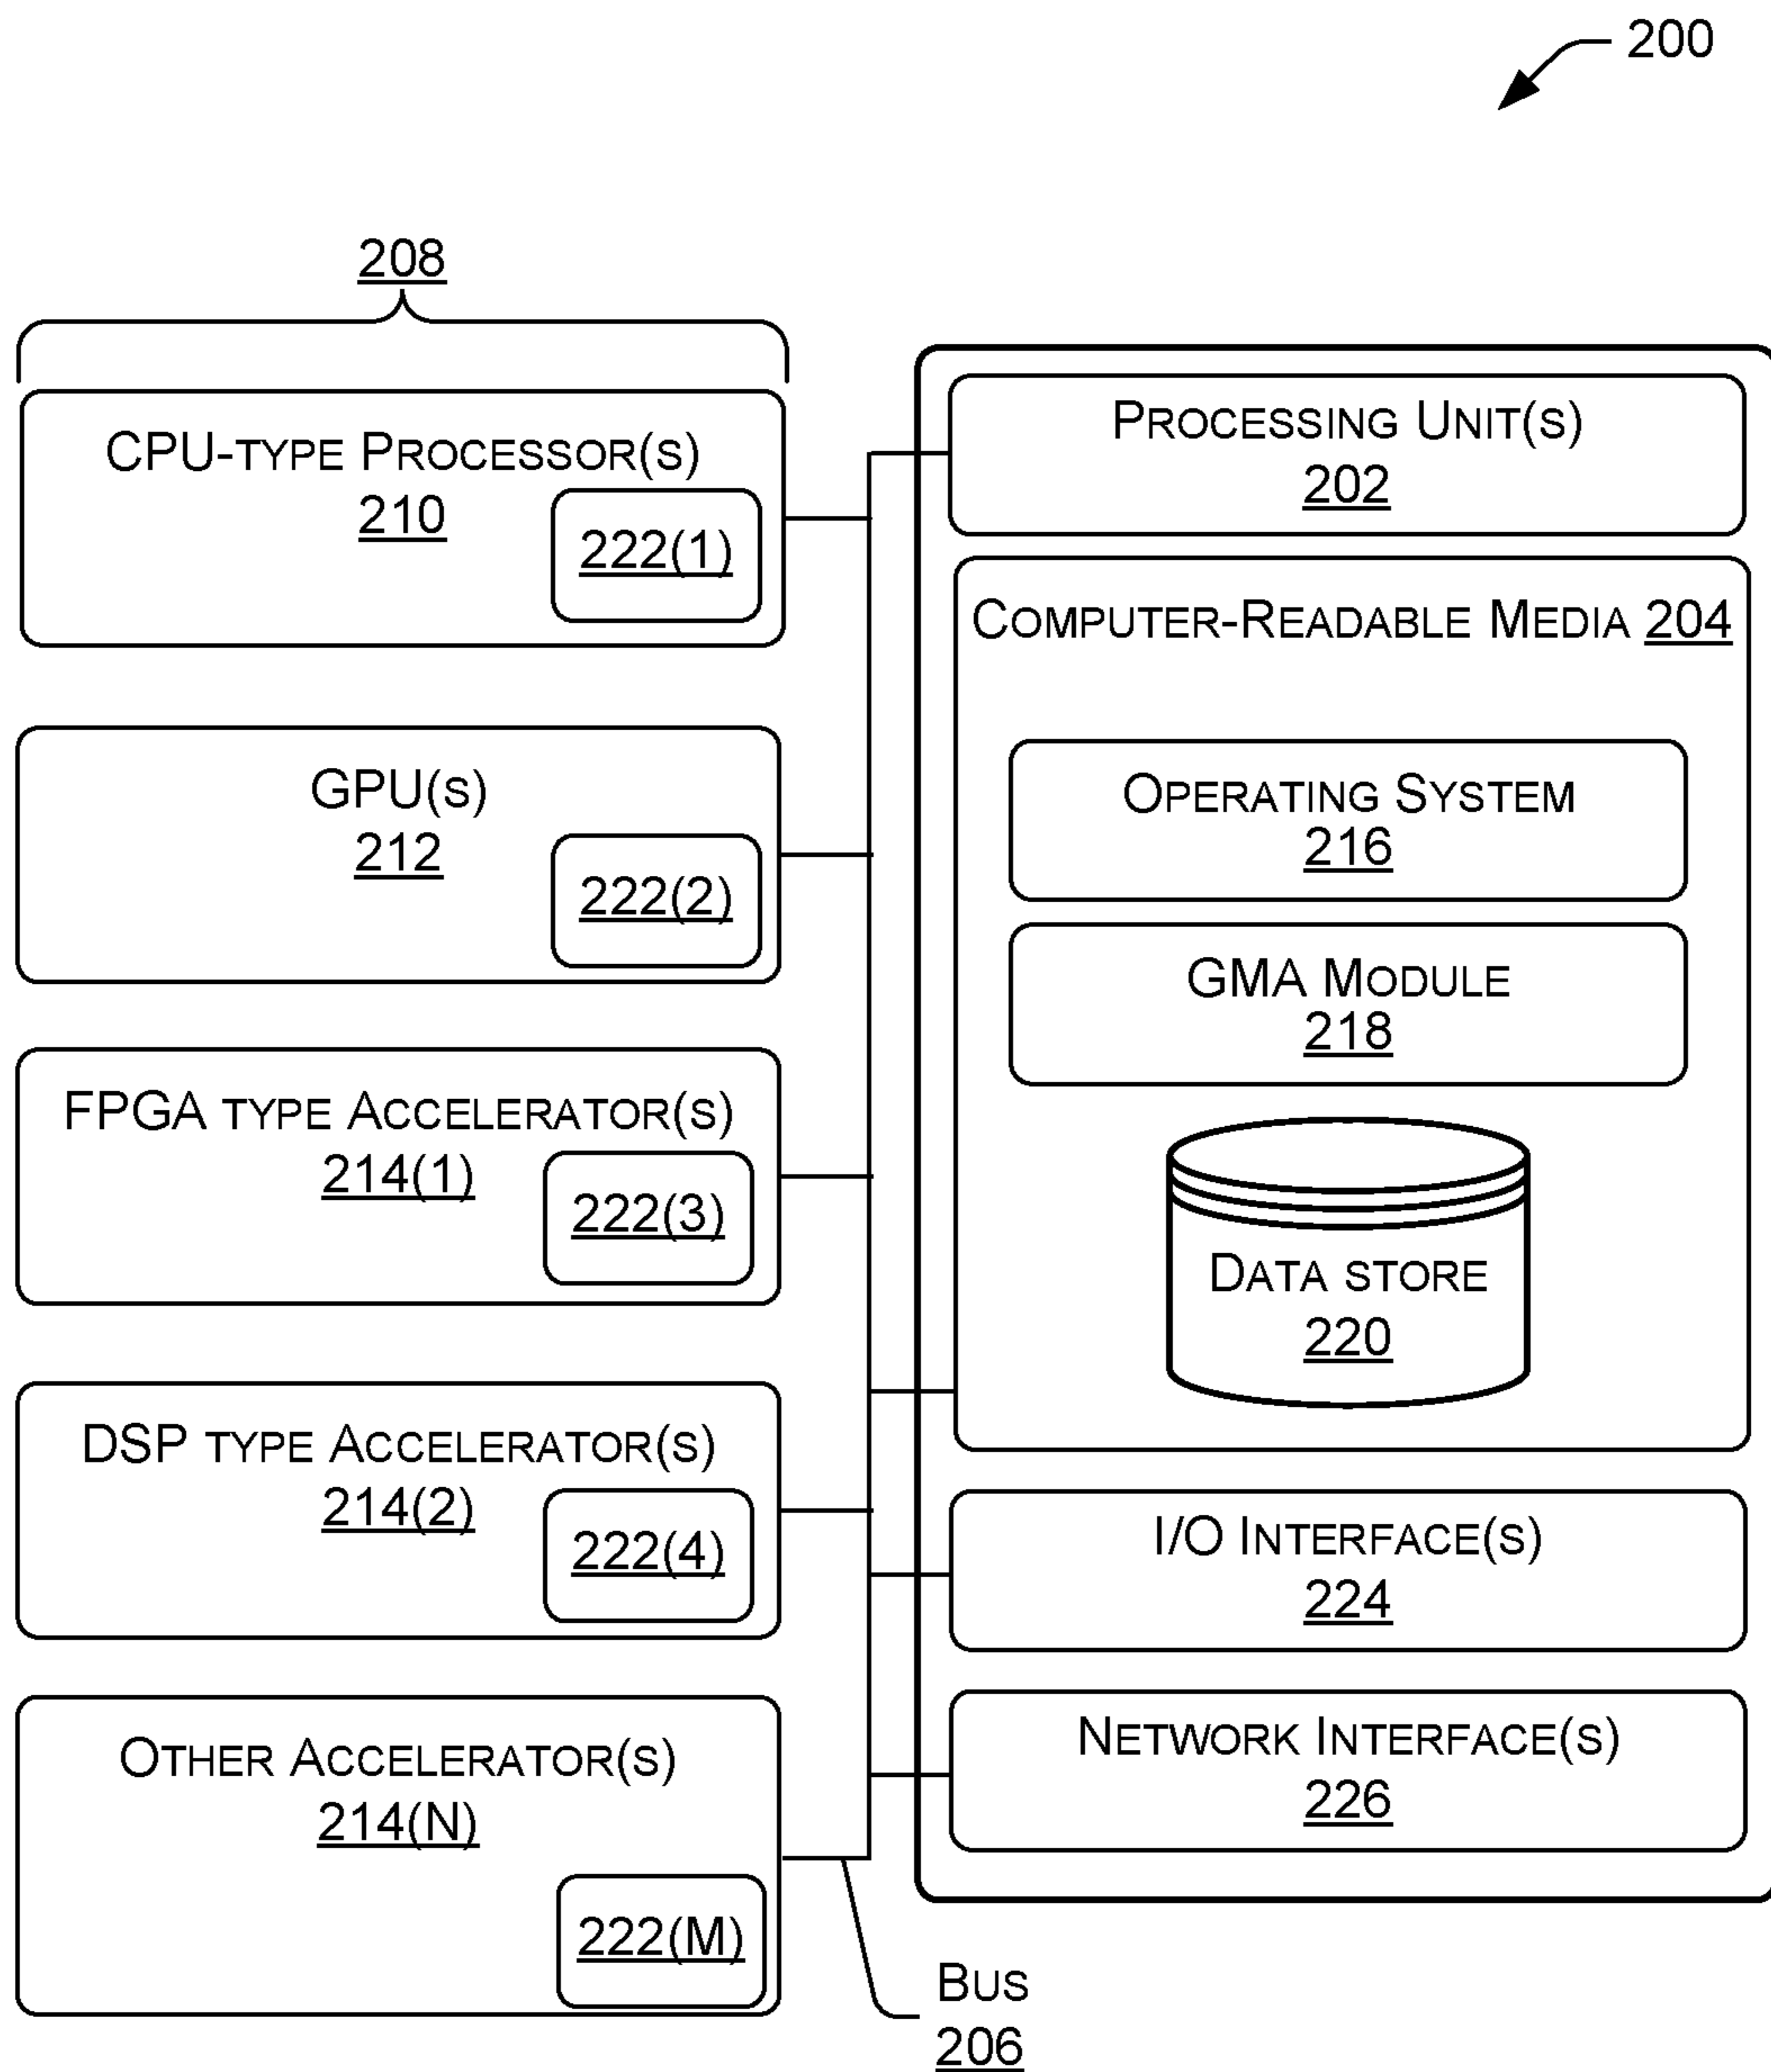 200
208
CPU-TYPE PROCESSOR(S)
210
222(1)
GPU(S)
212
222(2)
FPGA TYPE ACCELERATOR(S)
214(1)
222(3)
DSP TYPE ACCELERATOR(S)
214(2)
222(4)
OTHER ACCELERATOR(S)
214(N)
222(M)
PROCESSING UNIT(S)
202
COMPUTER-READABLE MEDIA 204
OPERATING SYSTEM
216
GMA MODULE
218
DATA STORE
220
I/O INTERFACE(S)
224
NETWORK INTERFACE(S)
226
BUS
206